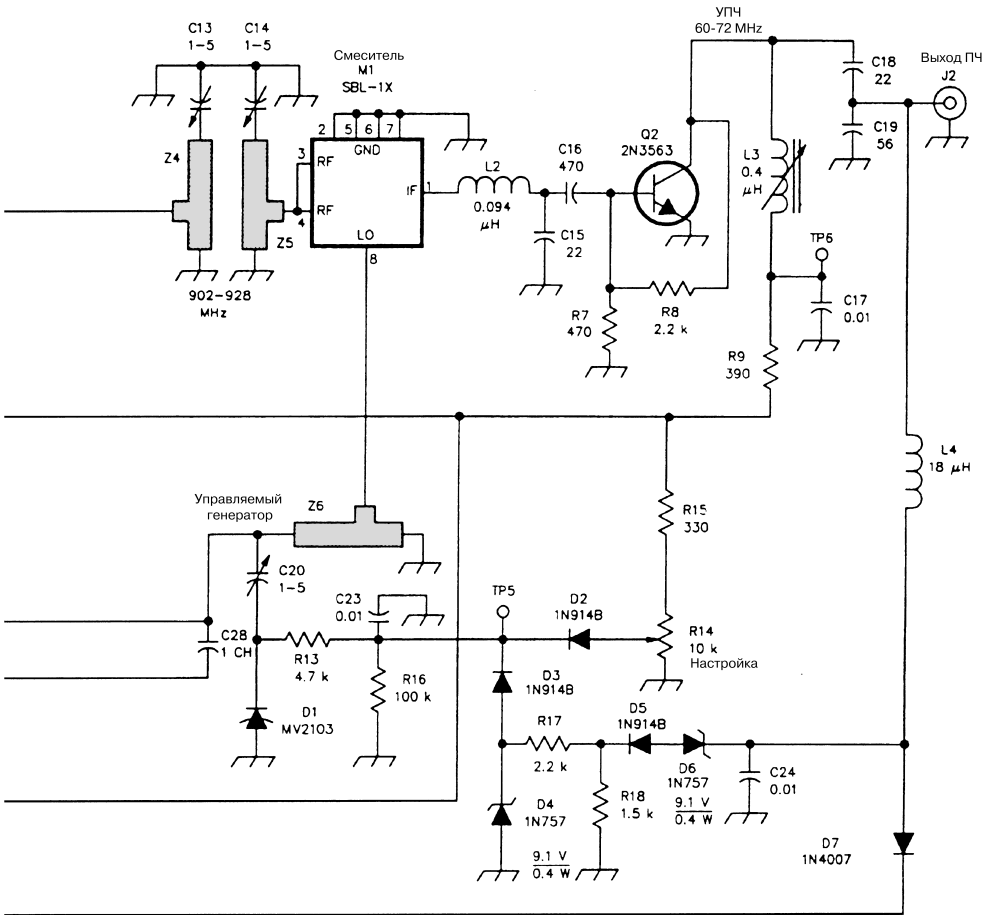 C13
1-5
C14
1-5
Смеситель
M1
SBL-1X
УПЧ
60-72 MHz
Выход ПЧ
J2
C18
22
C19
56
2
5
6
7
GND
3
RF
4
RF
IF
1
LO
8
Z4
Z5
902-928
MHz
L2
0.094
μH
C16
470
C15
22
Q2
2N3563
L3
0.4
μH
TP6
C17
0.01
R7
470
R8
2.2 k
R9
390
L4
18 μH
Управляемый
генератор
Z6
R15
330
C20
1-5
C23
0.01
TP5
D2
1N914B
R14
10 k
Настройка
C28
1 CH
R13
4.7 k
R16
100 k
D3
1N914B
D1
MV2103
R17
2.2 k
D5
1N914B
D6
1N757
9.1 V
0.4 W
C24
0.01
D4
1N757
9.1 V
0.4 W
R18
1.5 k
D7
1N4007